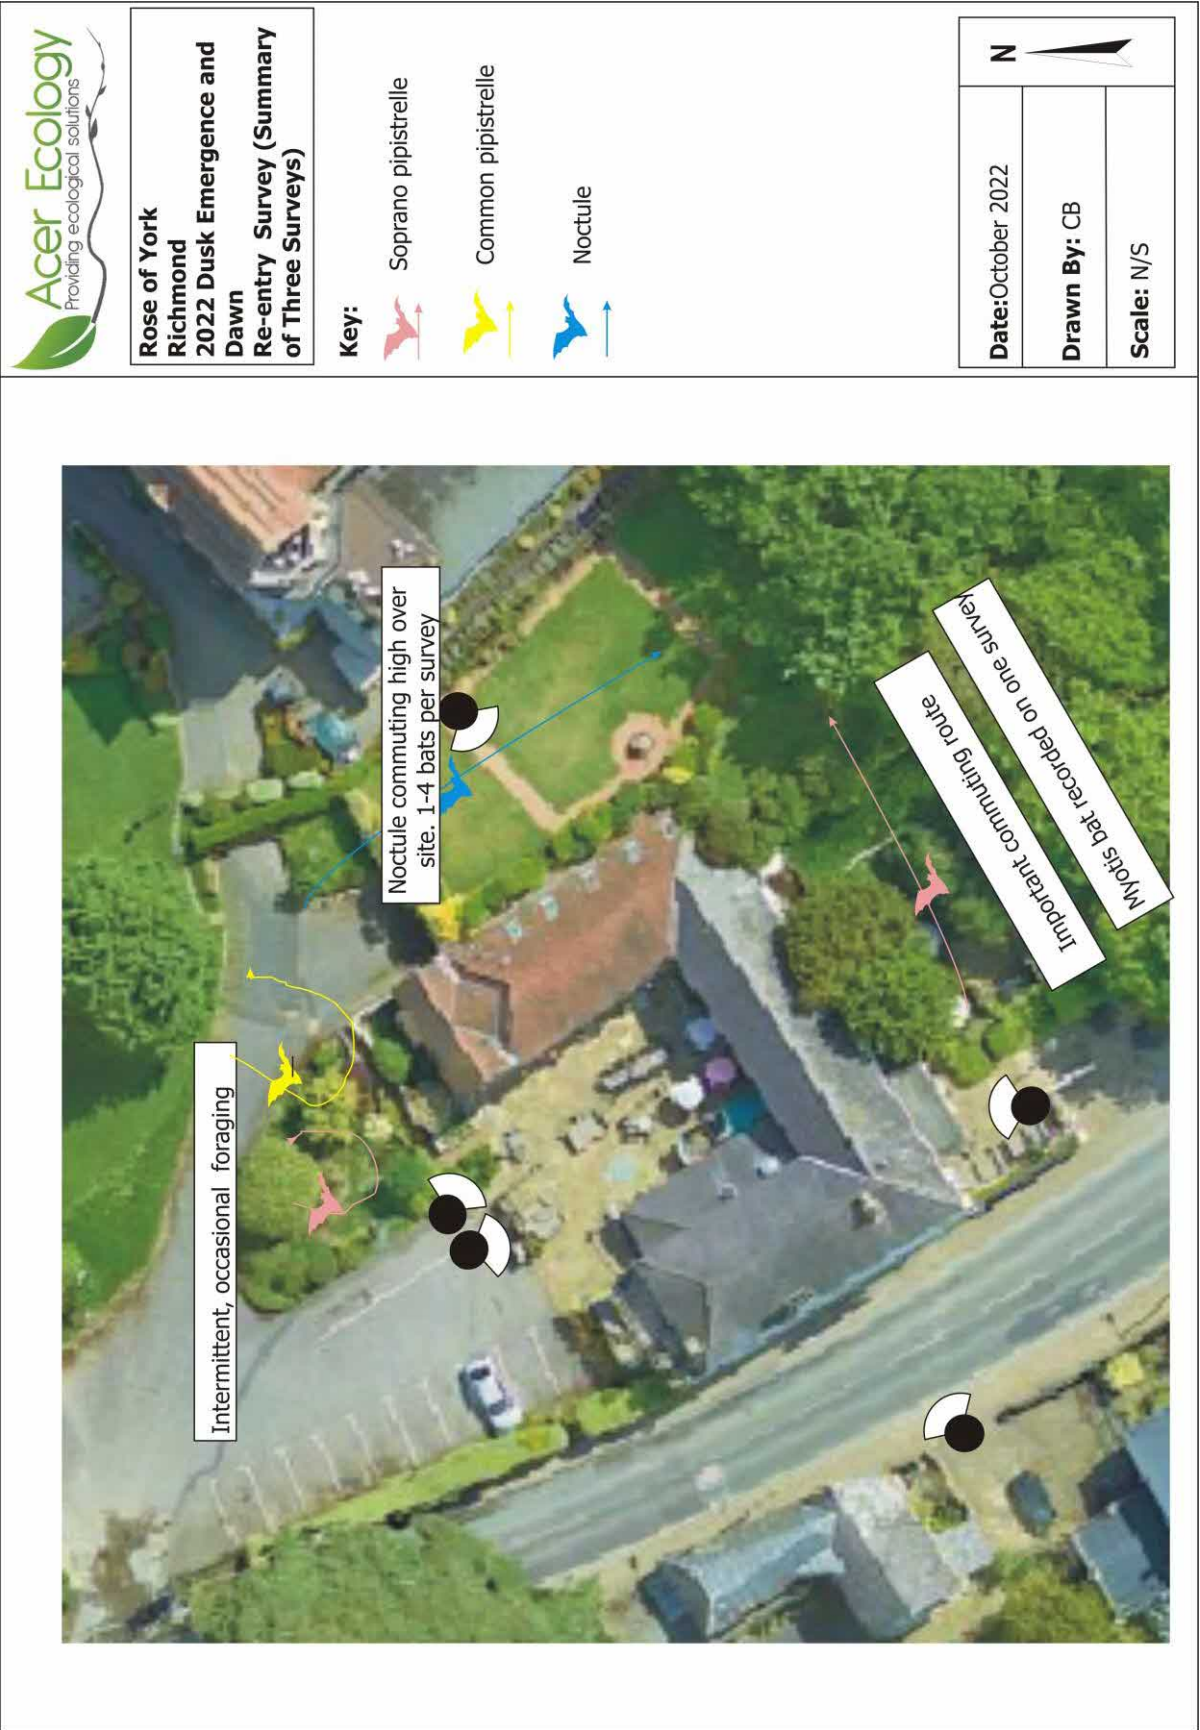 Acer Ecology
Providing ecological solutions
Rose of York
Richmond
2022 Dusk Emergence and
Dawn
Re-entry Survey (Summary
of Three Surveys)
Key:
Soprano pipistrelle
Common pipistrelle
Noctule
Date:October 2022
Drawn By: CB
Scale: N/S
N
Intermittent, occasional foraging
Noctule commuting high over
site. 1-4 bats per survey
Important commuting route
Myotis bat recorded on one survey